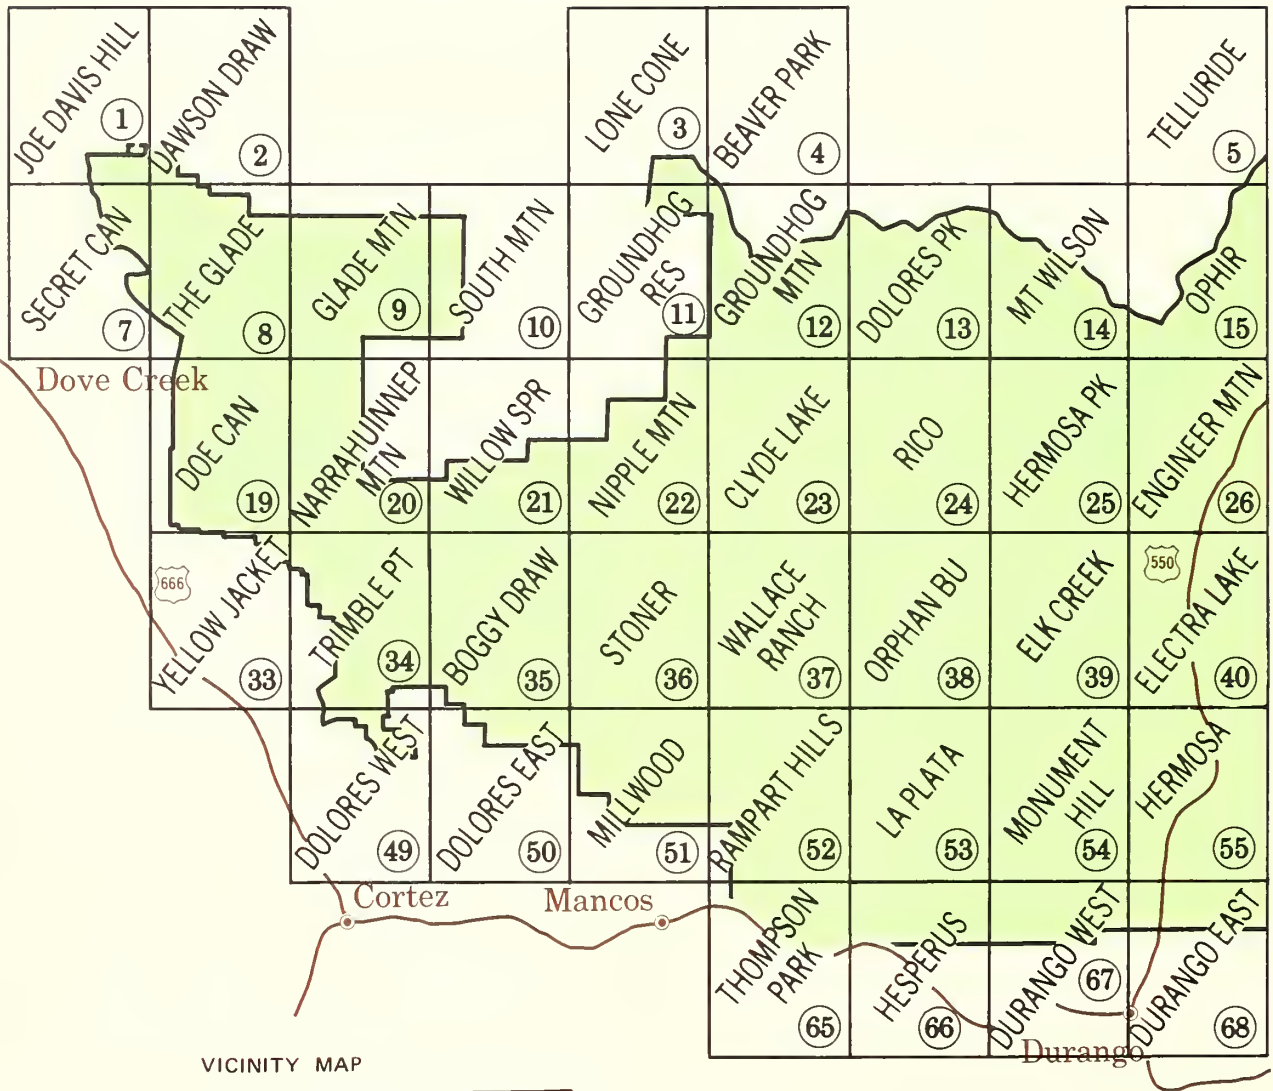 JOE DAVIS HILL
1
DAWSON DRAW
2
LONE CONE
3
BEAVER PARK
4
TELLURIDE
5
SECRET CAN
7
THE GLADE
8
GLADE MTN
9
SOUTH MTN
10
GROUNDHOG
RES
11
GROUNDHOG
MTN
12
DOLORES PK
13
MT WILSON
14
OPHIR
15
Dove Creek
DOE CAN
19
NARRAHUINNEP
MTN
20
WILLOW SPR
21
NIPPLE MTN
22
CLYDE LAKE
23
RICO
24
HERMOSA PK
25
ENGINEER MTN
26
666
YELLOW JACKET
33
TRIMBLE PT
34
BOGGY DRAW
35
STONER
36
WALLACE
RANCH
37
ORPHAN BU
38
ELK CREEK
39
550
ELECTRA LAKE
40
DOLORES WEST
49
DOLORES EAST
50
MILLWOOD
51
RAMPART HILLS
52
LA PLATA
53
MONUMENT
HILL
54
HERMOSA
55
Cortez
Mancos
THOMPSON
PARK
65
HESPERUS
66
DURANGO WEST
67
DURANGO EAST
68
Durango
VICINITY MAP